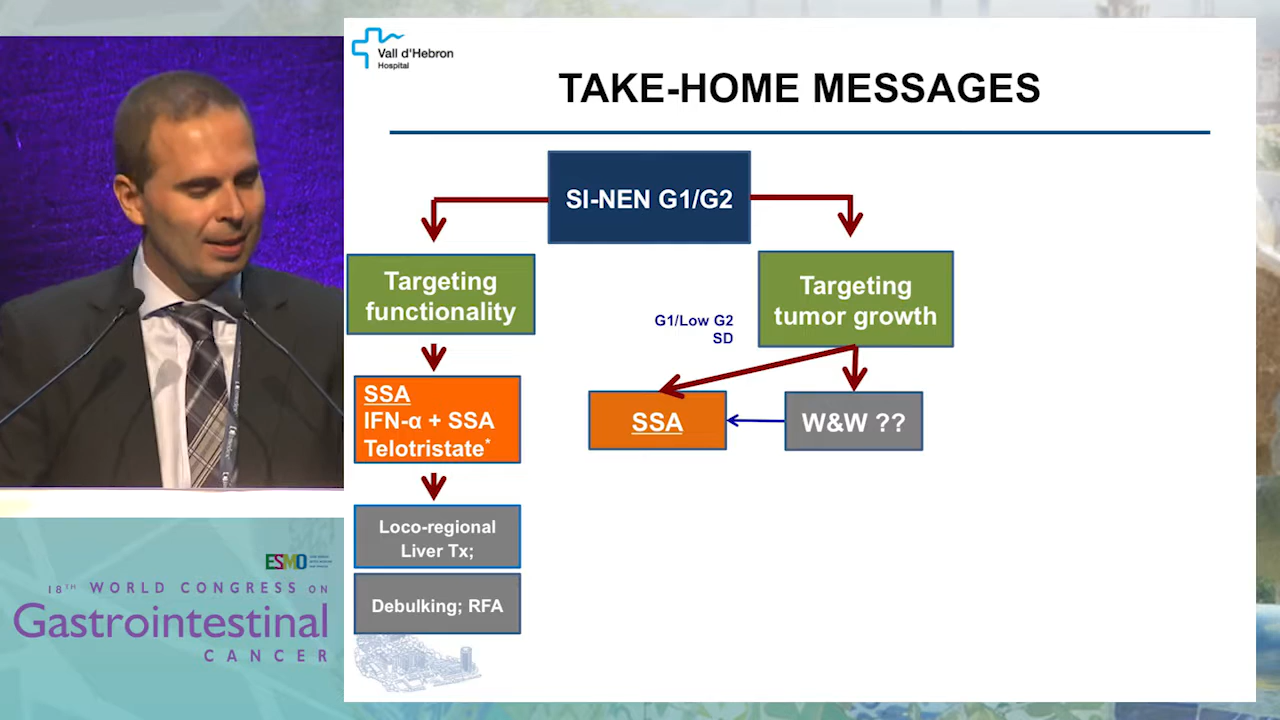 Vall d'Hebron
Hospital
TAKE-HOME MESSAGES
SI-NEN G1/G2
Targeting
functionality
Targeting
tumor growth
G1/Low G2
SD
SSA
IFN-α + SSA
Telotristate*
SSA
W&W ??
Loco-regional
Liver Tx;
Debulking; RFA
ESMO
18TH WORLD CONGRESS ON
Gastrointestinal
CANCER